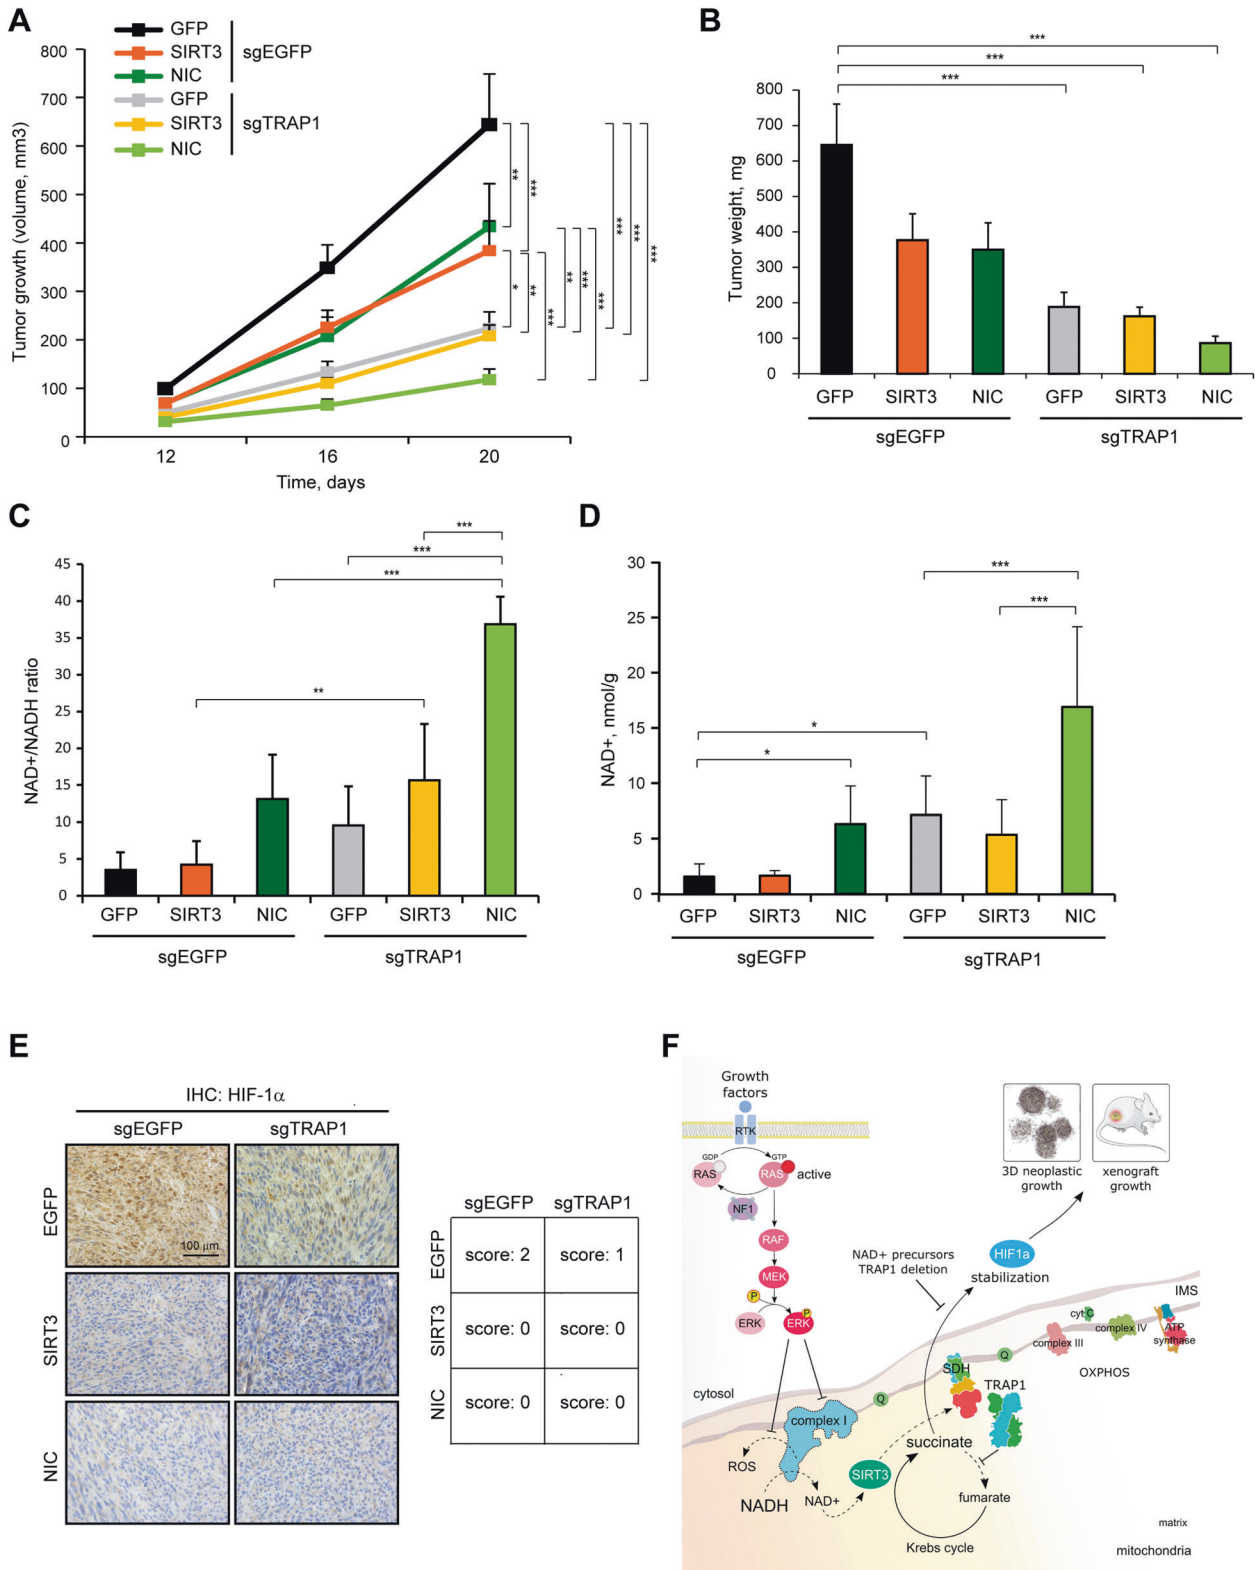 A
GFP
SIRT3
NIC
sgEGFP
GFP
SIRT3
NIC
sgTRAP1
Tumor growth (volume, mm3)
800
700
600
500
400
300
200
100
0
12
16
20
Time, days
**
***
*
**
***
**
***
***
***
***
***
B
***
***
***
Tumor weight, mg
800
700
600
500
400
300
200
100
0
GFP SIRT3 NIC GFP SIRT3 NIC
sgEGFP sgTRAP1
C
***
***
***
**
NAD+/NADH ratio
45
40
35
30
25
20
15
10
5
0
GFP SIRT3 NIC GFP SIRT3 NIC
sgEGFP sgTRAP1
D
***
***
*
*
NAD+, nmol/g
30
25
20
15
10
5
0
GFP SIRT3 NIC GFP SIRT3 NIC
sgEGFP sgTRAP1
E
IHC: HIF-1α
sgEGFP sgTRAP1
EGFP
100 µm
SIRT3
NIC
sgEGFP sgTRAP1
EGFP
score: 2 score: 1
SIRT3
score: 0 score: 0
NIC
score: 0 score: 0
F
Growth
factors
RTK
GDP
GTP
RAS
RAS
active
NF1
RAF
MEK
P
P
ERK
ERK
3D neoplastic
growth
xenograft
growth
NAD+ precursors
TRAP1 deletion
HIF1a
stabilization
IMS
cyt C
complex IV
ATP
synthase
complex III
Q
OXPHOS
SDH
TRAP1
cytosol
Q
complex I
succinate
ROS
SIRT3
NADH
NAD+
fumarate
Krebs cycle
matrix
mitochondria